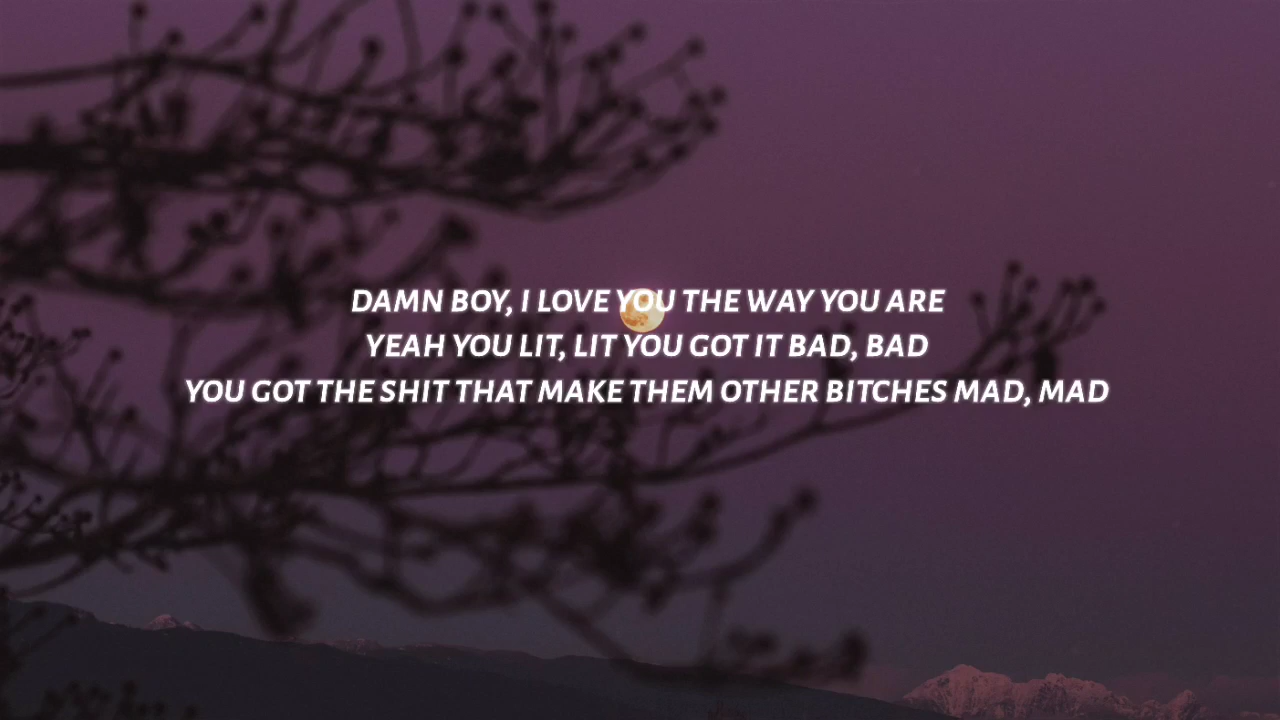 DAMN BOY, I LOVE YOU THE WAY YOU ARE
YEAH YOU LIT, LIT YOU GOT IT BAD, BAD
YOU GOT THE SHIT THAT MAKE THEM OTHER BITCHES MAD, MAD